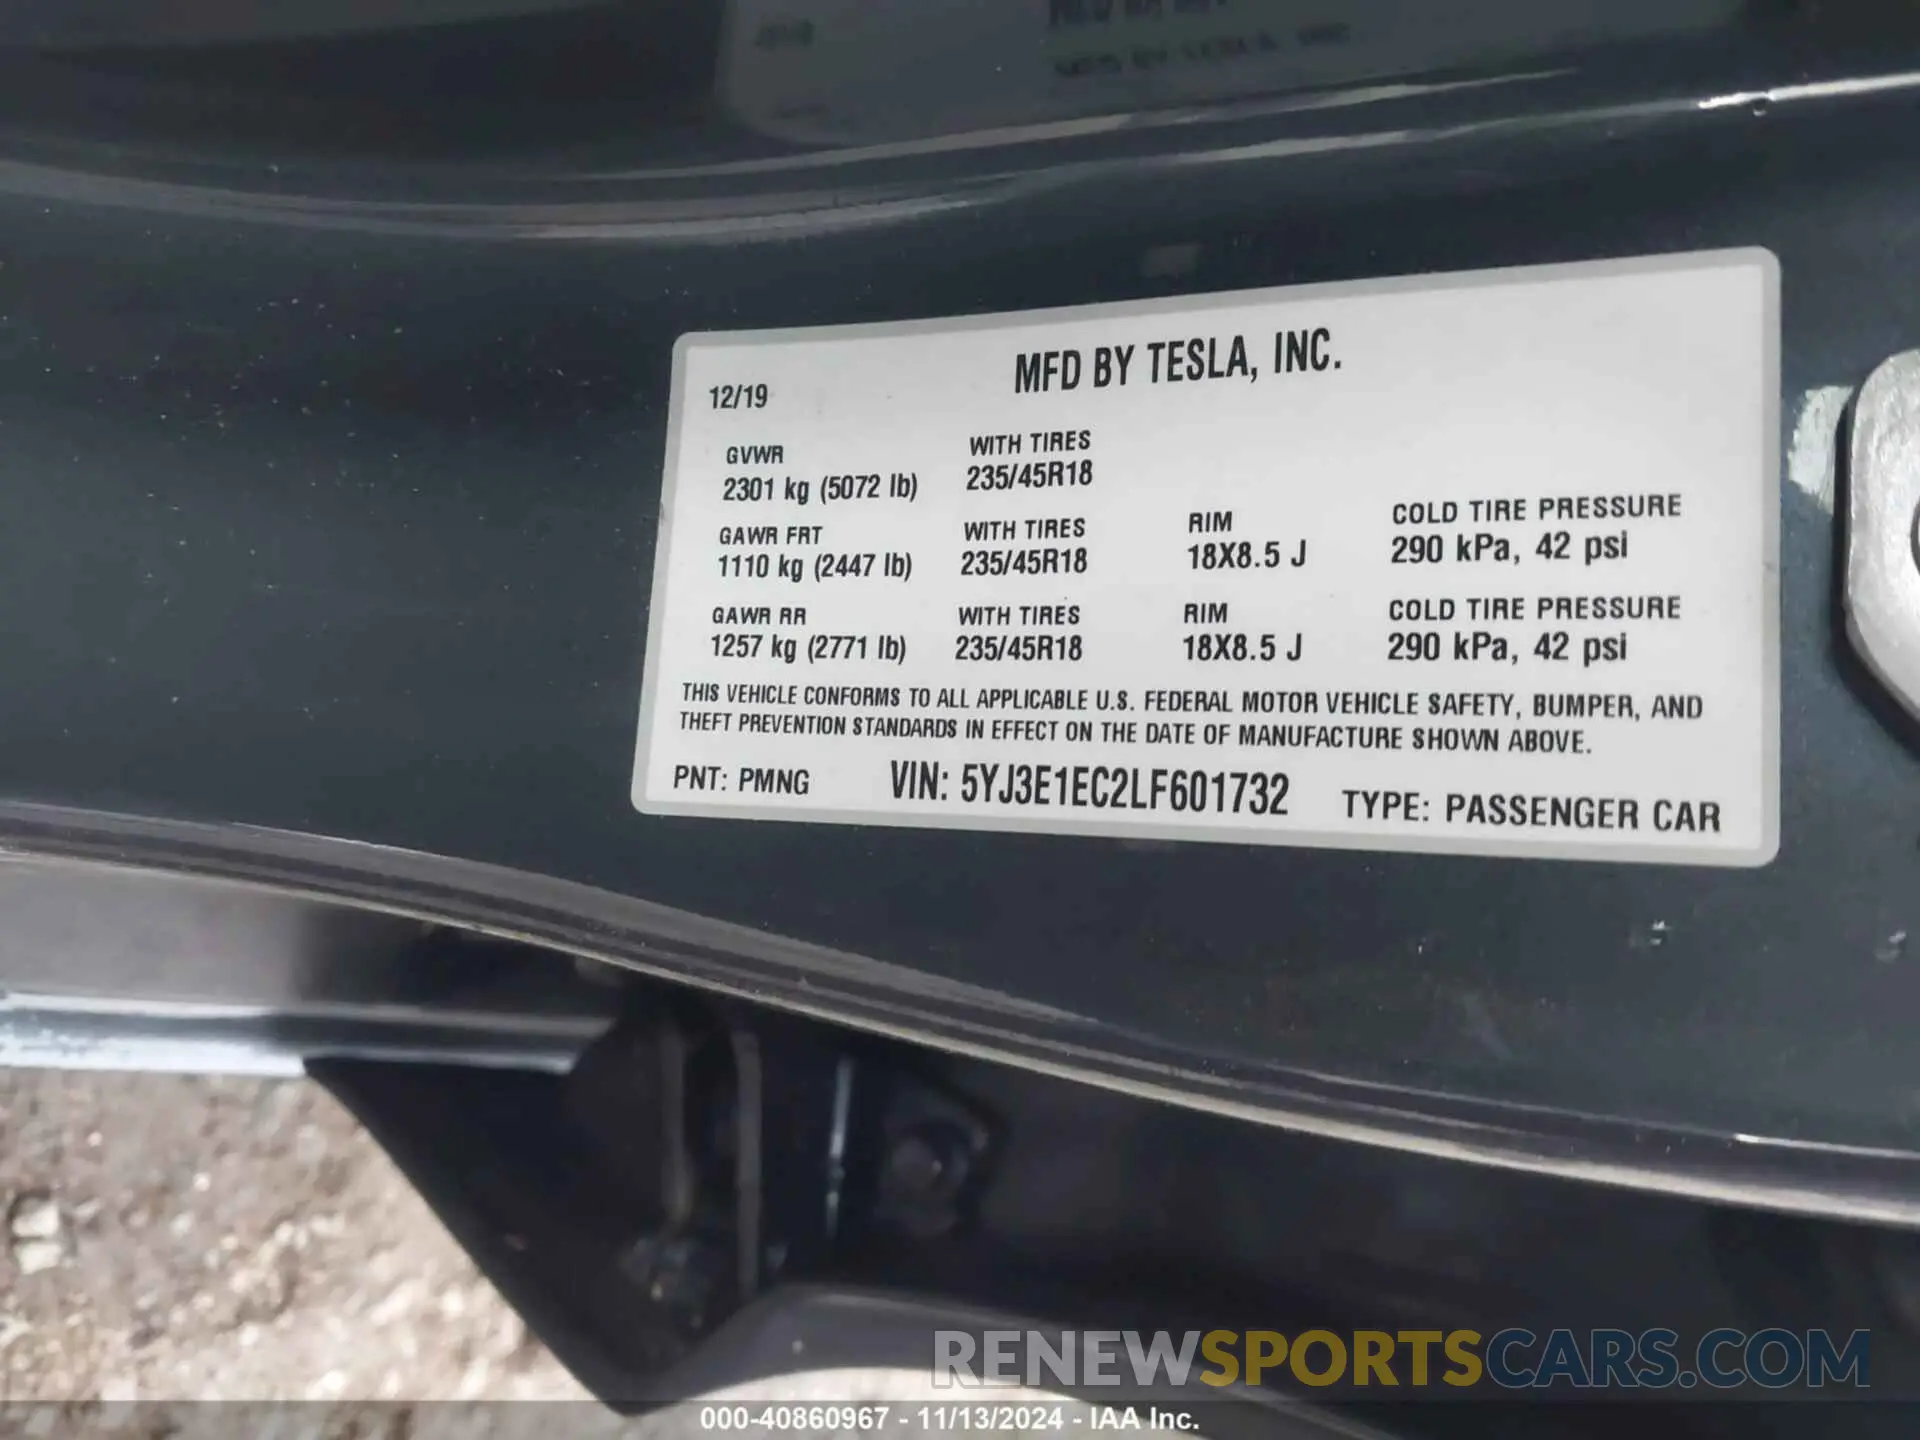 MFD BY TESLA, INC.
12/19
GVWR WITH TIRES
2301 kg (5072 lb) 235/45R18
GAWR FRT WITH TIRES RIM COLD TIRE PRESSURE
1110 kg (2447 lb) 235/45R18 18X8.5 J 290 kPa, 42 psi
GAWR RR WITH TIRES RIM COLD TIRE PRESSURE
1257 kg (2771 lb) 235/45R18 18X8.5 J 290 kPa, 42 psi
THIS VEHICLE CONFORMS TO ALL APPLICABLE U.S. FEDERAL MOTOR VEHICLE SAFETY, BUMPER, AND
THEFT PREVENTION STANDARDS IN EFFECT ON THE DATE OF MANUFACTURE SHOWN ABOVE.
PNT: PMNG VIN: 5YJ3E1EC2LF601732 TYPE: PASSENGER CAR
RENEWSPORTSCARS.COM
000-40860967 - 11/13/2024 - IAA Inc.